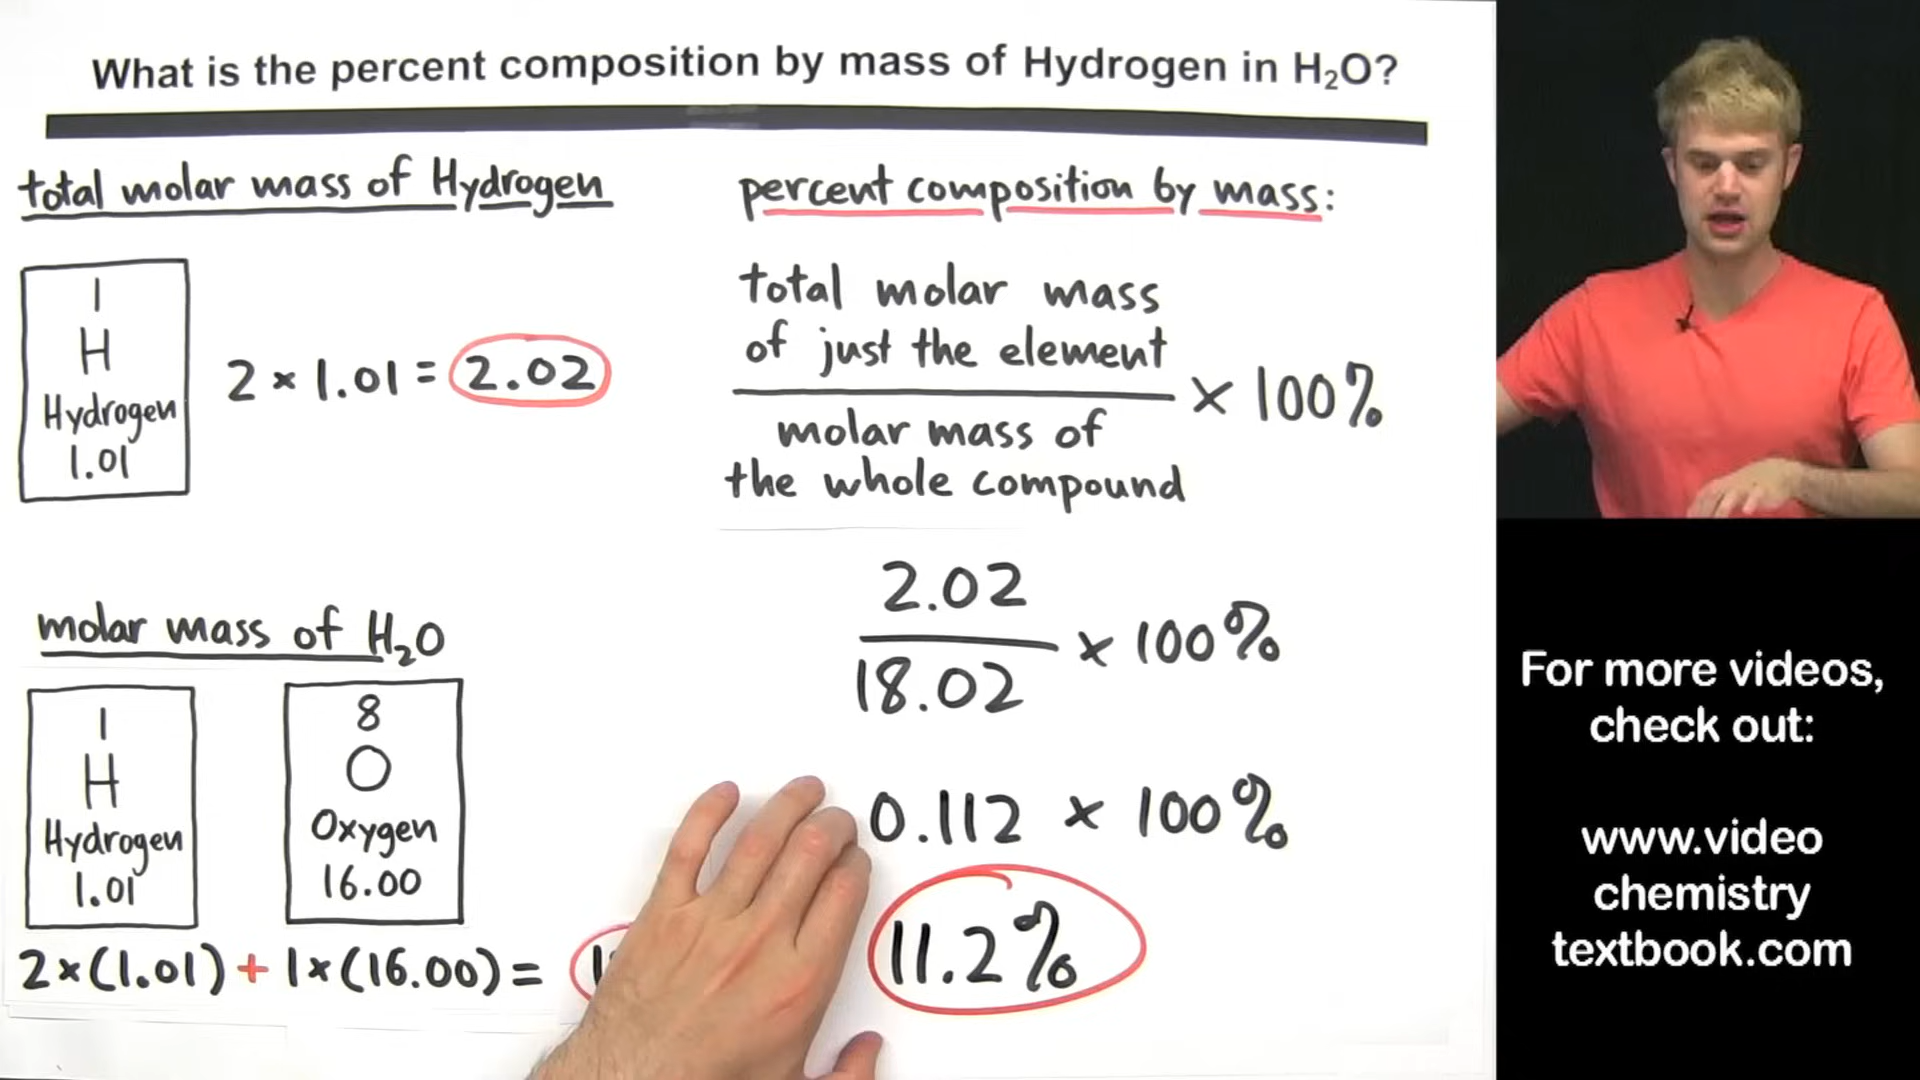 What is the percent composition by mass of Hydrogen in H₂O?
total molar mass of Hydrogen
1
H
Hydrogen
1.01
2 × 1.01 = 2.02
molar mass of H₂O
1
H
Hydrogen
1.01
8
O
Oxygen
16.00
2×(1.01) + 1×(16.00) =
percent composition by mass:
total molar mass
of just the element
× 100%
molar mass of
the whole compound
2.02
× 100%
18.02
0.112 × 100%
11.2%
For more videos,
check out:
www.video
chemistry
textbook.com